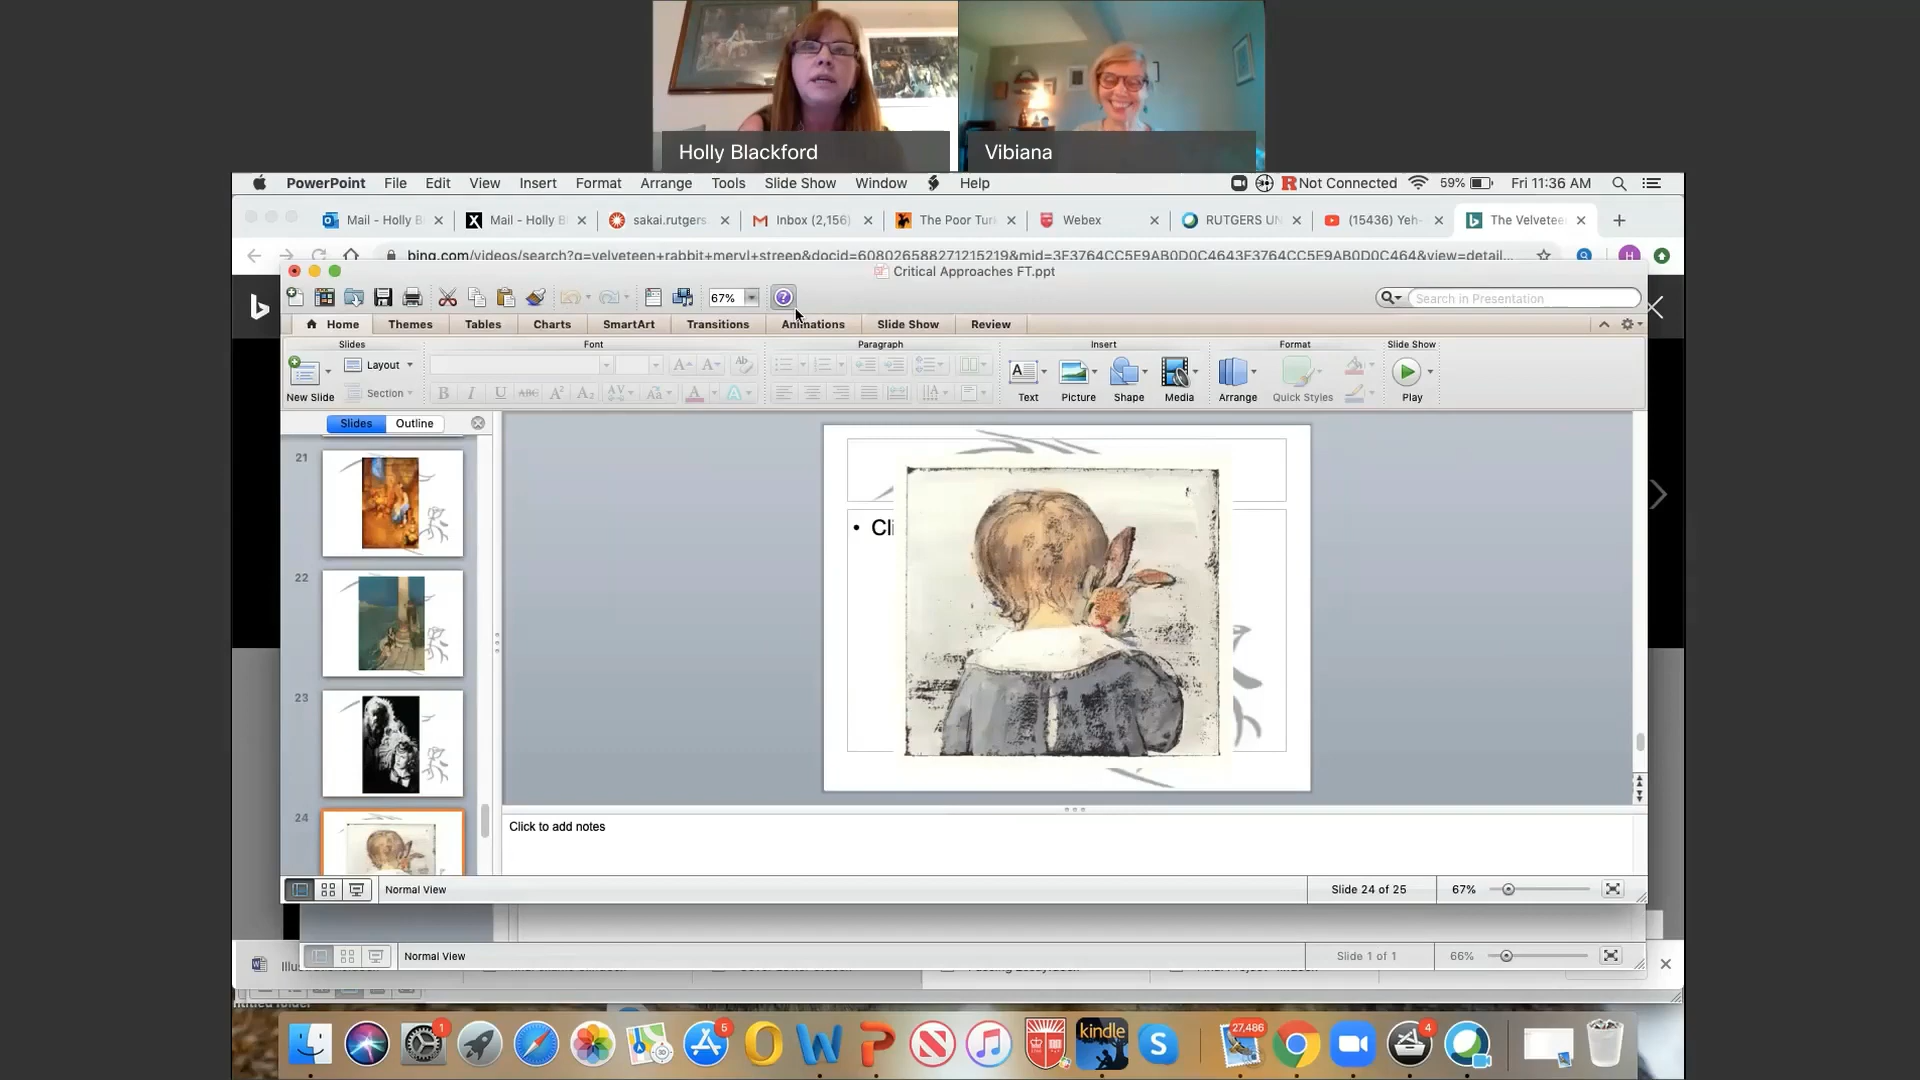 Holly Blackford
Vibiana
PowerPoint File Edit View Insert Format Arrange Tools Slide Show Window Help
Not Connected 59% Fri 11:36 AM
Mail - Holly B
Mail - Holly B
sakai.rutgers.
Inbox (2,156)
The Poor Tur
Webex
RUTGERS UN
(15436) Yeh-
The Velvetee
bing.com/videos/search?q=velveteen+rabbit+meryl+streep&docid=608026588271215219&mid=3F3764CC5F9AB0D0C4643F3764CC5F9AB0D0C464&view=detail...
Critical Approaches FT.ppt
67%
Search in Presentation
Home Themes Tables Charts SmartArt Transitions Animations Slide Show Review
Slides Font Paragraph Insert Format Slide Show
Layout
Section
New Slide Text Picture Shape Media Arrange Quick Styles Play
Slides Outline
21
22
23
24
• Cli
Click to add notes
Normal View Slide 24 of 25 67%
Normal View Slide 1 of 1 66%
kindle
1
5
27,486
4